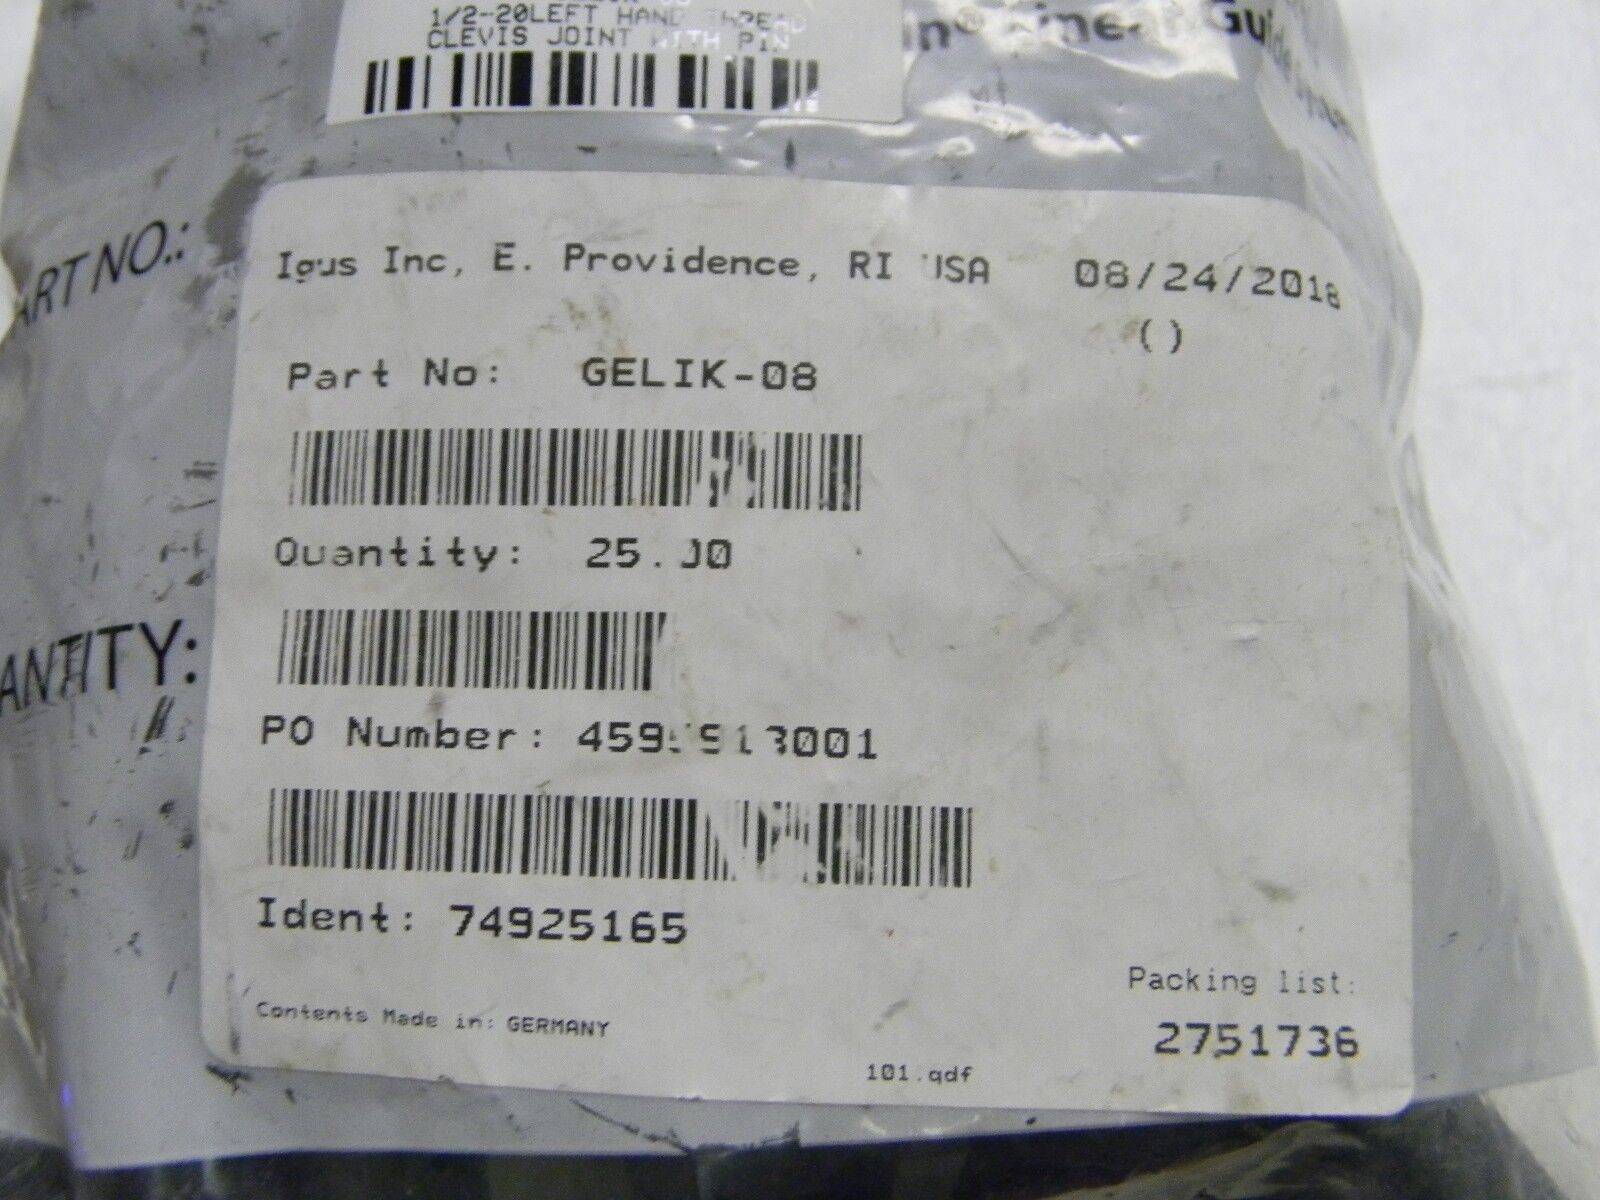 1/2-20LEFT HAND THREAD
CLEVIS JOINT WITH PIN
PART NO.:
Igus Inc, E. Providence, RI USA 08/24/2018
()
Part No: GELIK-08
Quantity: 25.00
QUANTITY:
PO Number:
Ident: 74925165
Packing list:
2751736
Contents Made in: GERMANY
101.qdf